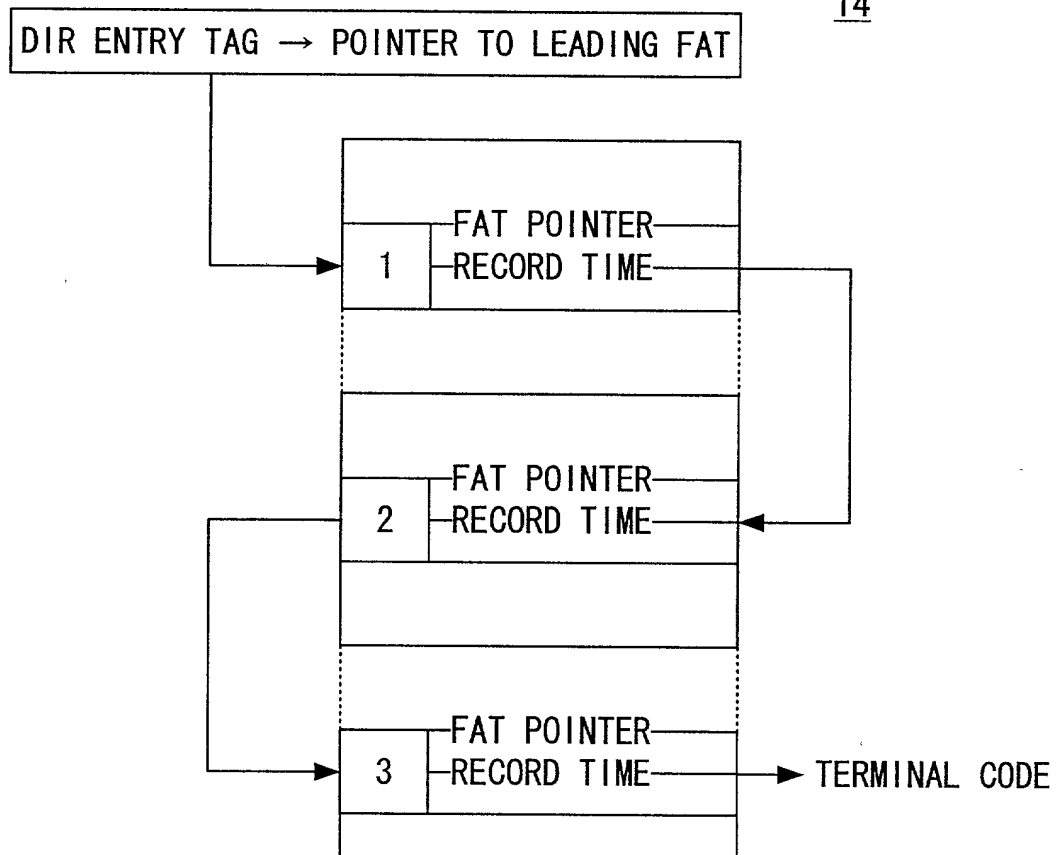 14
DIR ENTRY TAG → POINTER TO LEADING FAT
FAT POINTER
1 RECORD TIME
FAT POINTER
2 RECORD TIME
FAT POINTER
3 RECORD TIME → TERMINAL CODE